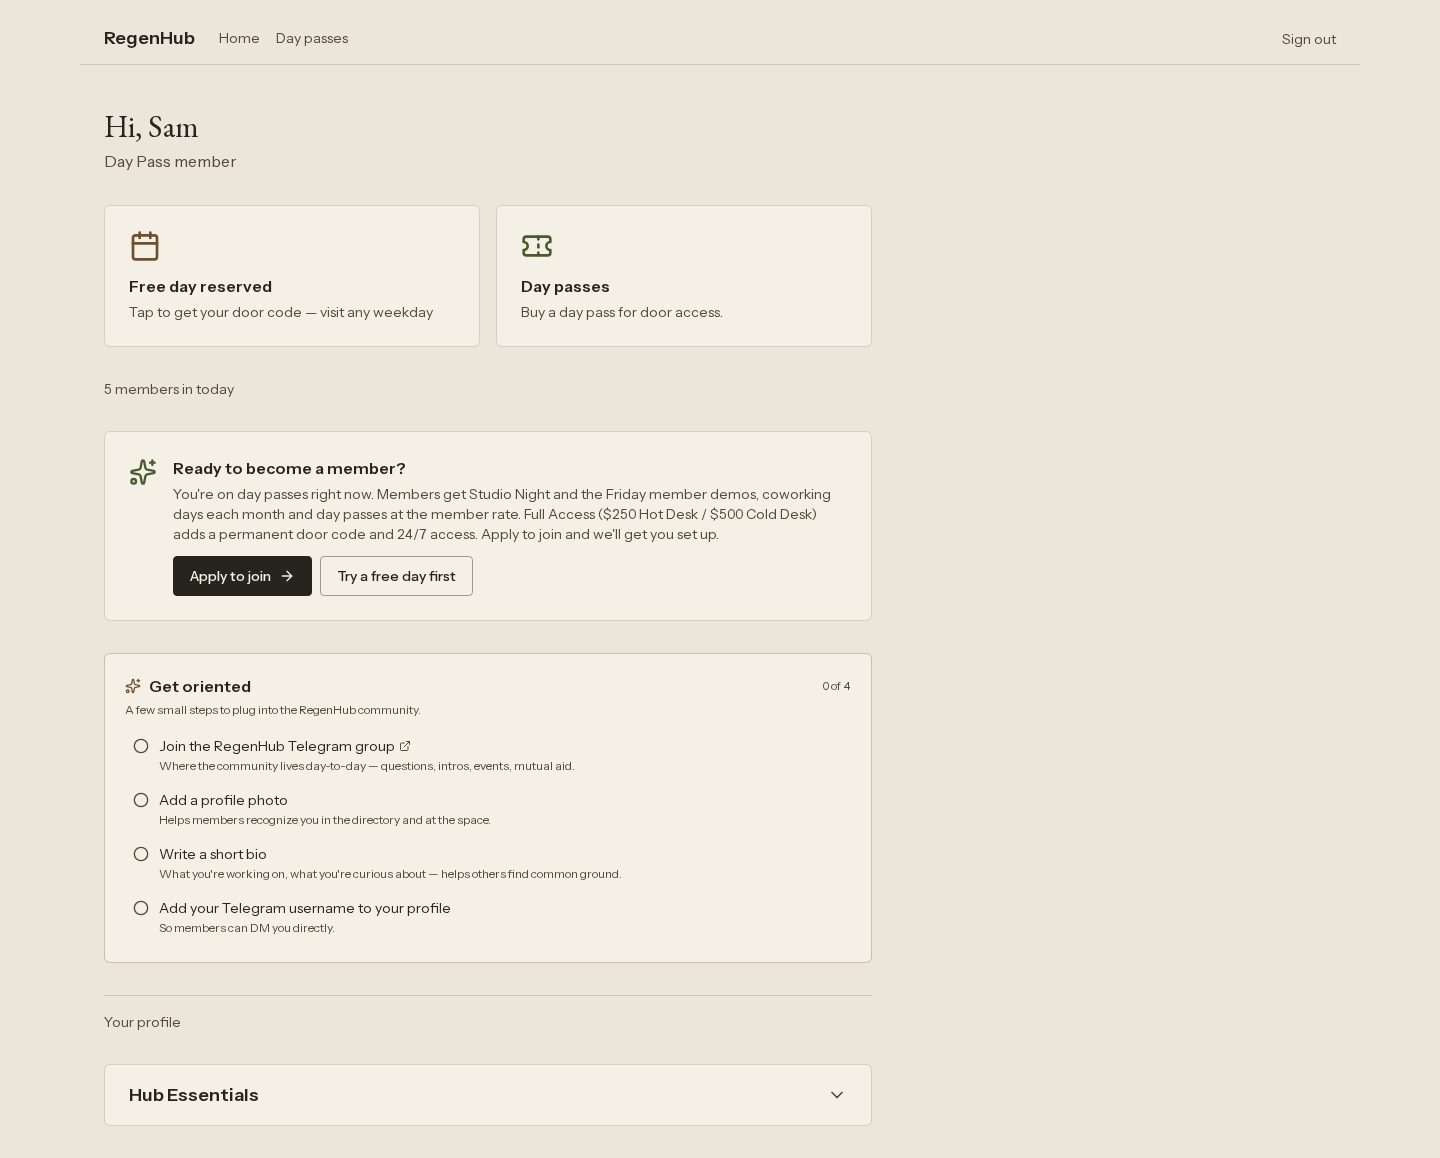 RegenHub
Home
Day passes
Sign out
Hi, Sam
Day Pass member
Free day reserved
Tap to get your door code — visit any weekday
Day passes
Buy a day pass for door access.
5 members in today
Ready to become a member?
You're on day passes right now. Members get Studio Night and the Friday member demos, coworking
days each month and day passes at the member rate. Full Access ($250 Hot Desk / $500 Cold Desk)
adds a permanent door code and 24/7 access. Apply to join and we'll get you set up.
Apply to join
Try a free day first
Get oriented
0 of 4
A few small steps to plug into the RegenHub community.
Join the RegenHub Telegram group
Where the community lives day-to-day — questions, intros, events, mutual aid.
Add a profile photo
Helps members recognize you in the directory and at the space.
Write a short bio
What you're working on, what you're curious about — helps others find common ground.
Add your Telegram username to your profile
So members can DM you directly.
Your profile
Hub Essentials